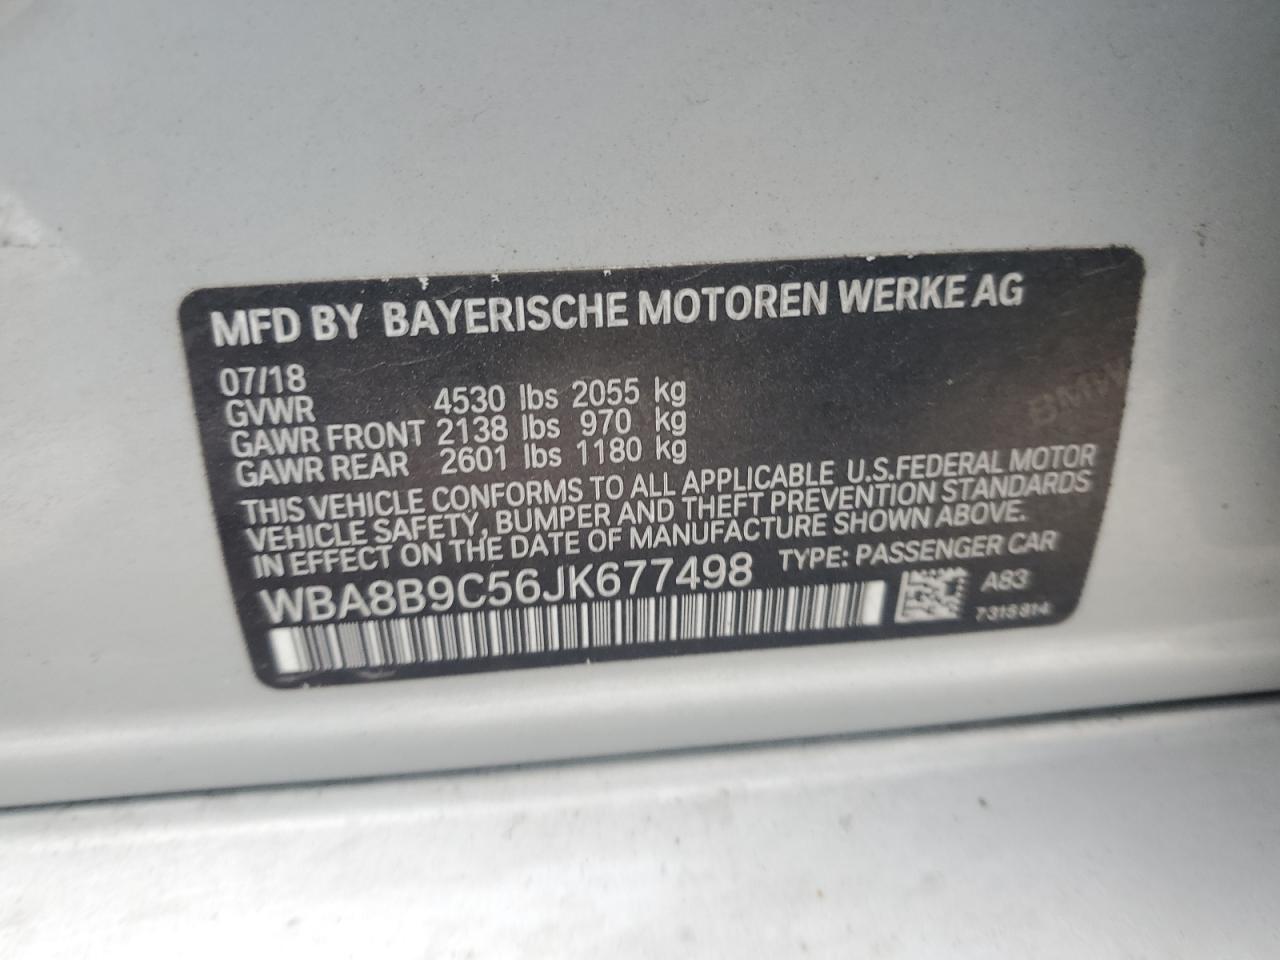 MFD BY BAYERISCHE MOTOREN WERKE AG
07/18
GVWR 4530 lbs 2055 kg
GAWR FRONT 2138 lbs 970 kg
GAWR REAR 2601 lbs 1180 kg
THIS VEHICLE CONFORMS TO ALL APPLICABLE U.S.FEDERAL MOTOR
VEHICLE SAFETY, BUMPER AND THEFT PREVENTION STANDARDS
IN EFFECT ON THE DATE OF MANUFACTURE SHOWN ABOVE.
WBA8B9C56JK677498 TYPE: PASSENGER CAR
A83
7318814
BMW